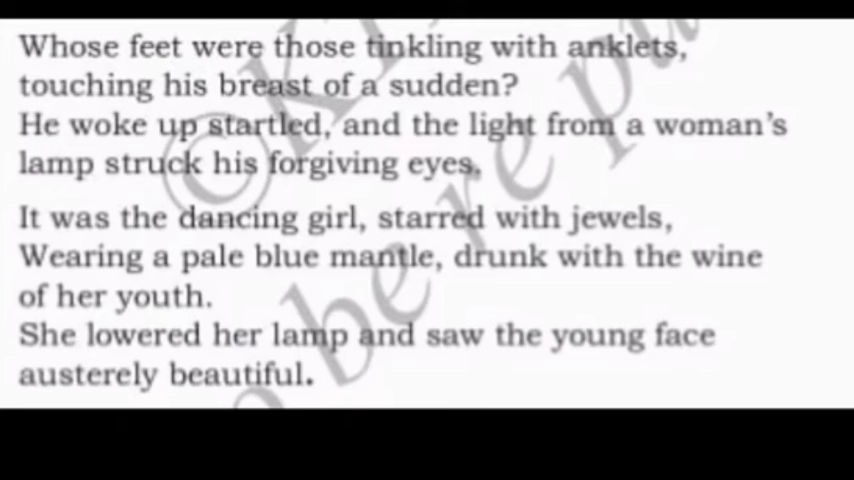 Whose feet were those tinkling with anklets,
touching his breast of a sudden?
He woke up startled, and the light from a woman's
lamp struck his forgiving eyes.
It was the dancing girl, starred with jewels,
Wearing a pale blue mantle, drunk with the wine
of her youth.
She lowered her lamp and saw the young face
austerely beautiful.